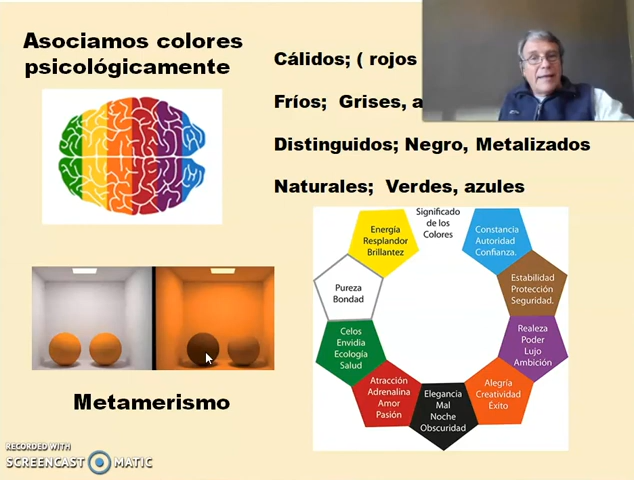 Asociamos colores
psicológicamente
Cálidos; ( rojos
Fríos; Grises, a
Distinguidos; Negro, Metalizados
Naturales; Verdes, azules
Significado
de los
Colores
Energía
Resplandor
Brillantez
Constancia
Autoridad
Confianza.
Pureza
Bondad
Estabilidad
Protección
Seguridad.
Celos
Envidia
Ecología
Salud
Realeza
Poder
Lujo
Ambición
Atracción
Adrenalina
Amor
Pasión
Elegancia
Mal
Noche
Obscuridad
Alegría
Creatividad
Éxito
Metamerismo
RECORDED WITH
SCREENCAST MATIC